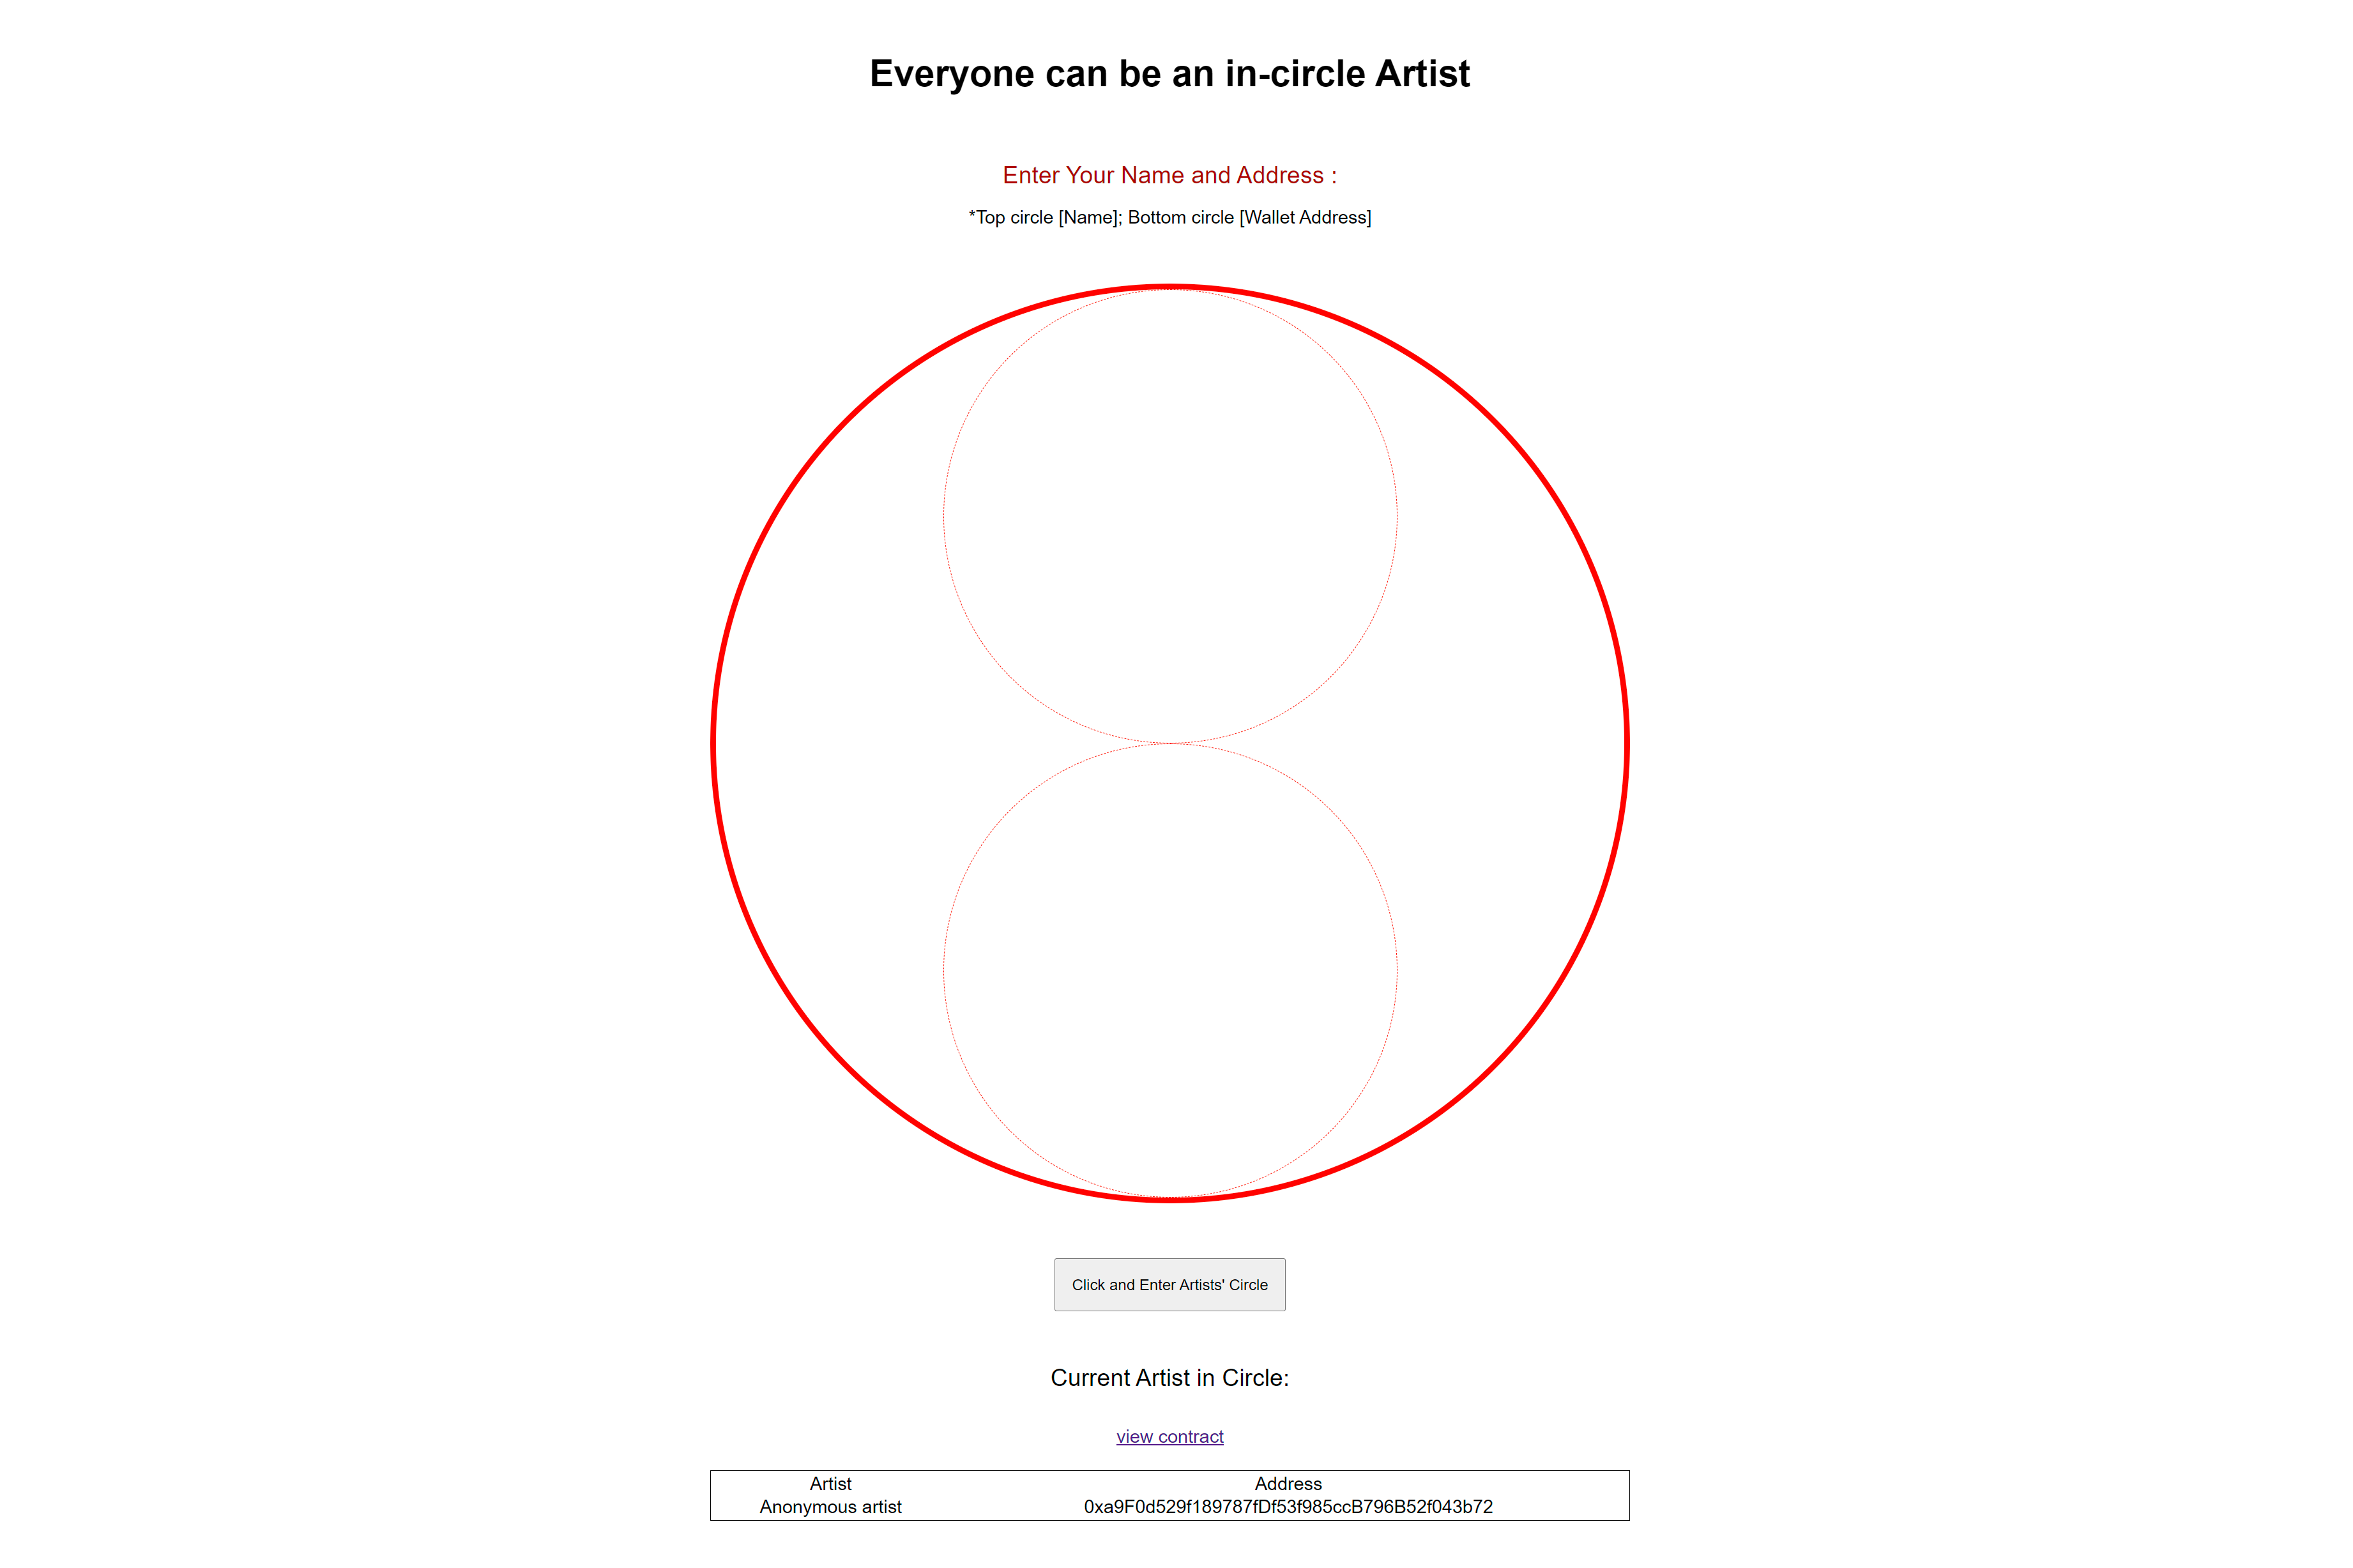 Everyone can be an in-circle Artist
Enter Your Name and Address :
*Top circle [Name]; Bottom circle [Wallet Address]
Click and Enter Artists' Circle
Current Artist in Circle:
view contract
Artist Address
Anonymous artist 0xa9F0d529f189787fDf53f985ccB796B52f043b72